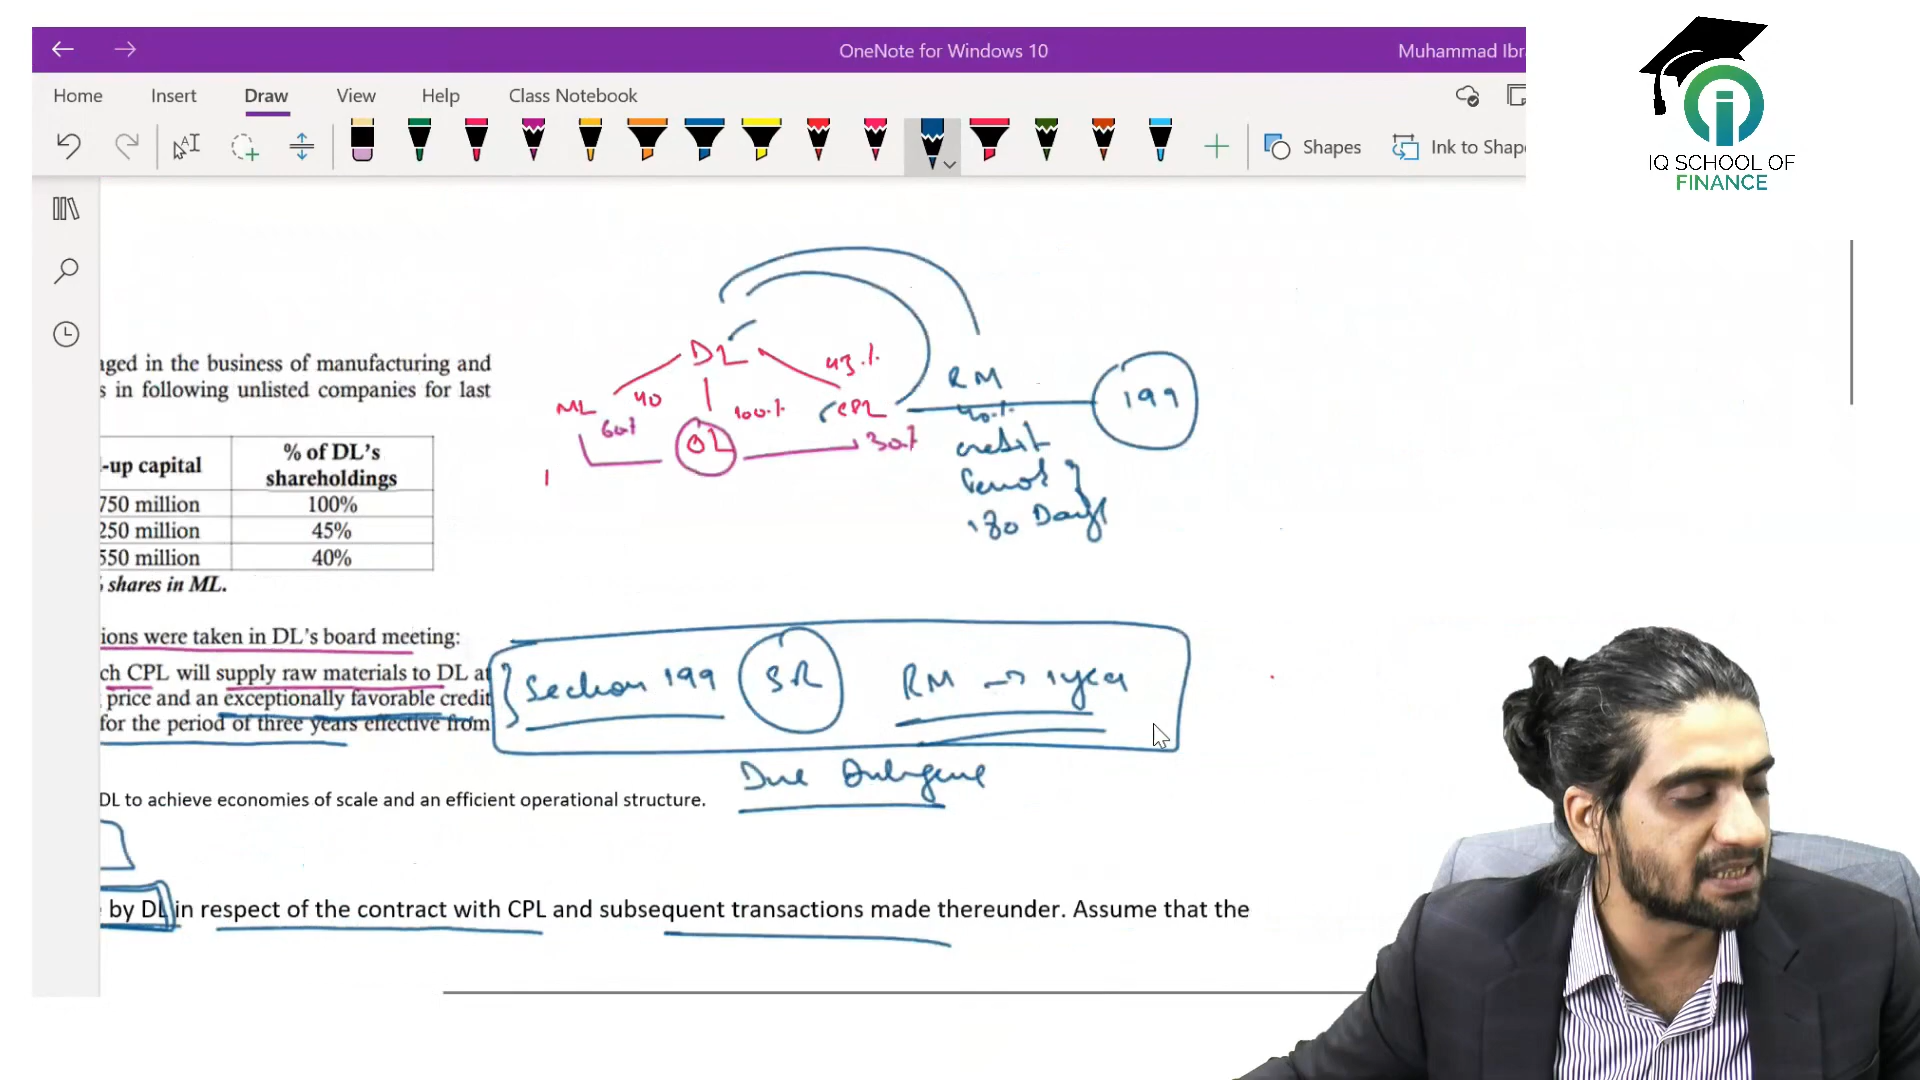 OneNote for Windows 10
Muhammad Ibr
Home Insert Draw View Help Class Notebook
Shapes Ink to Shap
IQ SCHOOL OF
FINANCE
aged in the business of manufacturing and
s in following unlisted companies for last
-up capital
% of DL's shareholdings
750 million 100%
250 million 45%
550 million 40%
shares in ML.
ions were taken in DL's board meeting:
ch CPL will supply raw materials to DL at
price and an exceptionally favorable credit
for the period of three years effective from
DL to achieve economies of scale and an efficient operational structure.
by DL in respect of the contract with CPL and subsequent transactions made thereunder. Assume that the
DL
ML 40 100% CPL
60% OL 30%
RM
199
credit
180 Days
Section 199 SR RM → 1 year
Due